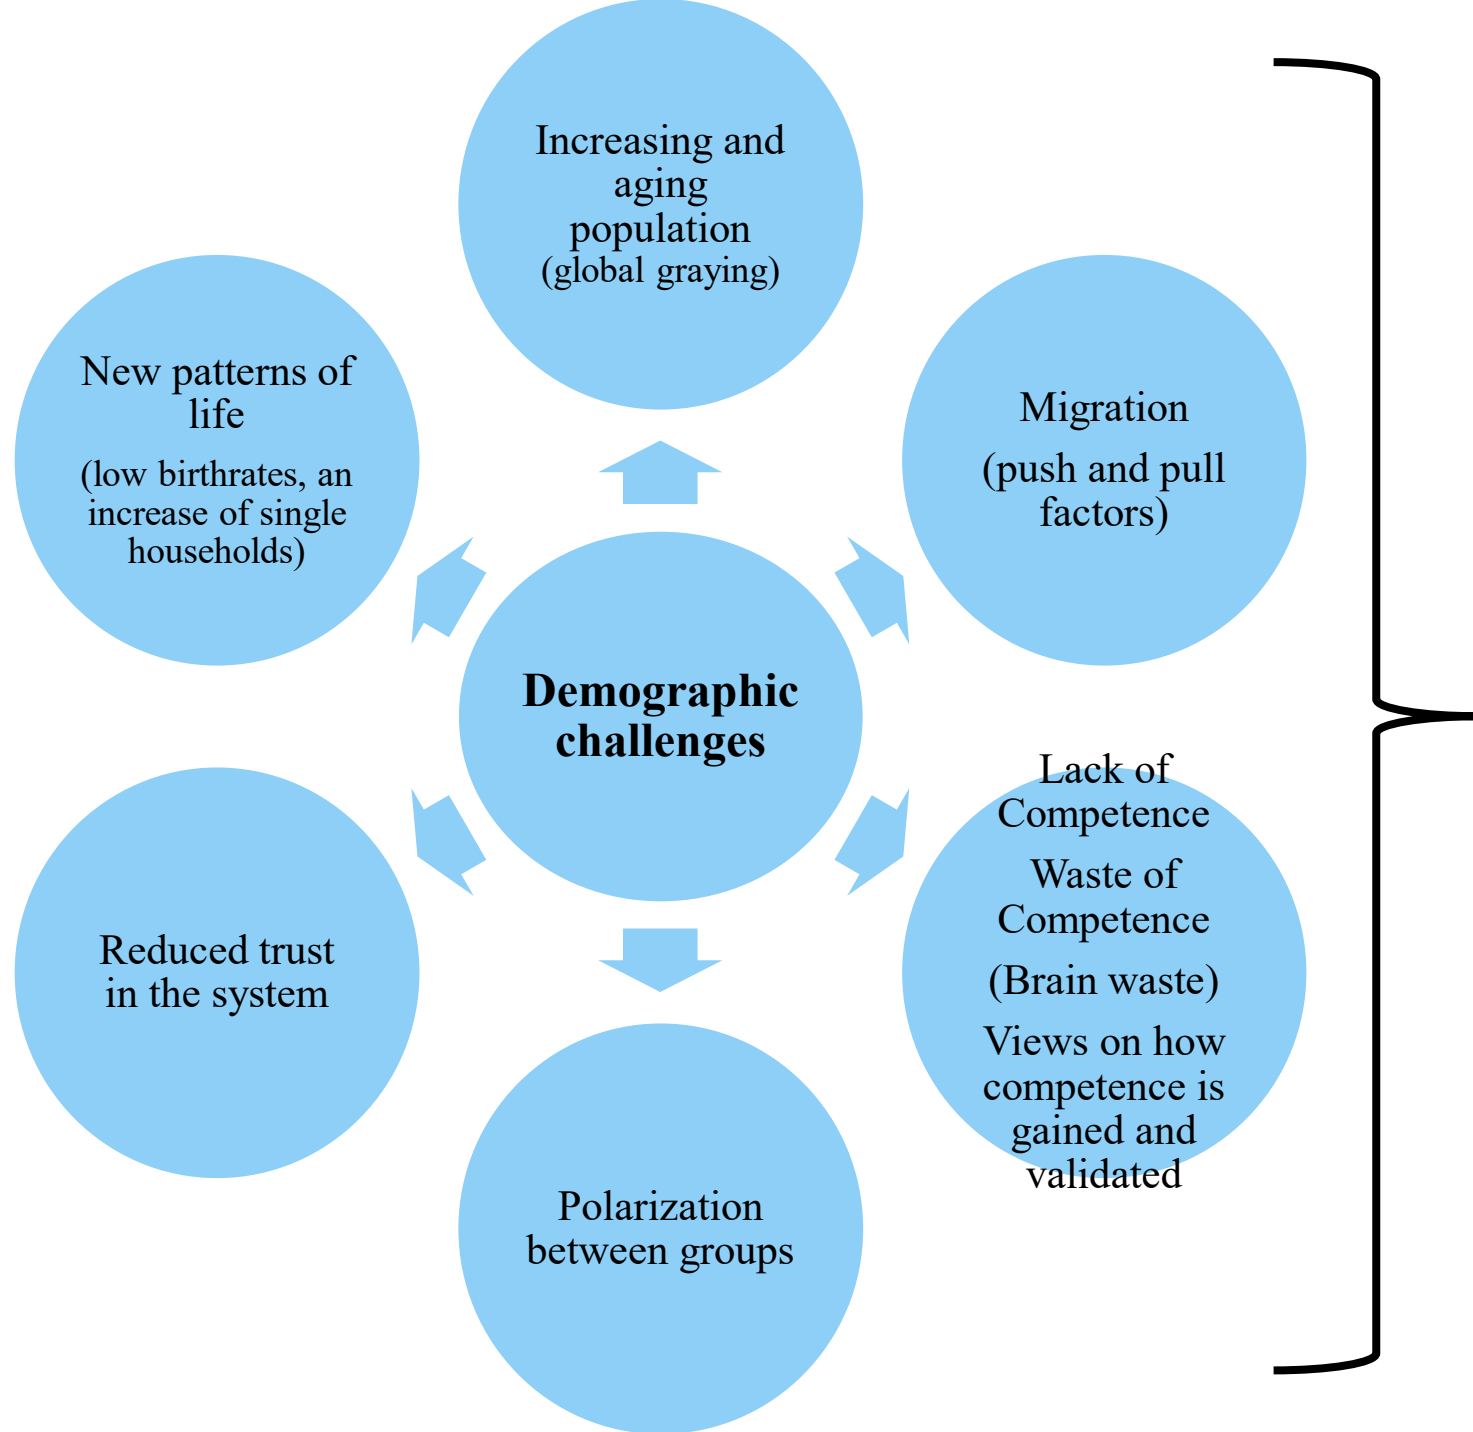 Increasing and
aging
population
(global graying)
New patterns of
life
(low birthrates, an
increase of single
households)
Migration
(push and pull
factors)
Demographic
challenges
Reduced trust
in the system
Lack of
Competence
Waste of
Competence
(Brain waste)
Views on how
competence is
gained and
validated
Polarization
between groups